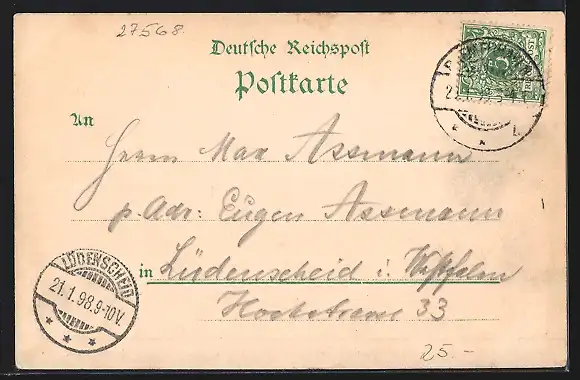 27568
Deutsche Reichspost
Postkarte
An
Herrn Max Assmann
p. Adr: Eugen Assmann
in Lüdenscheid i. Westfalen
Hochstrasse 33
LÜDENSCHEID
21.1.98.9-10V.
25.-